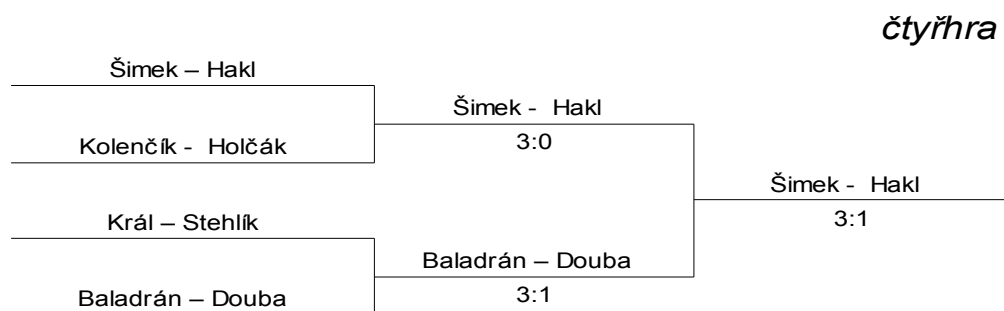 čtyřhra
Šimek – Hakl
Šimek - Hakl
3:0
Kolenčík - Holčák
Šimek - Hakl
3:1
Král – Stehlík
Baladrán – Douba
3:1
Baladrán – Douba